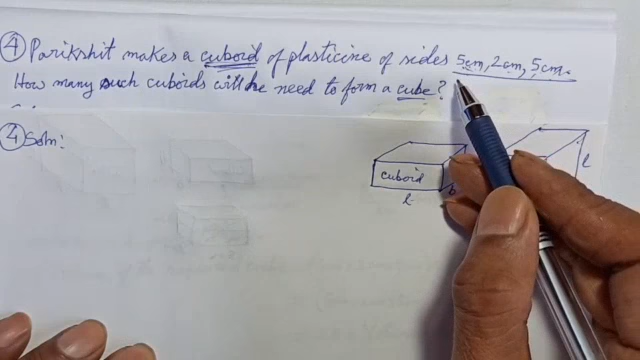 ④ Parikshit makes a cuboid of plasticine of sides 5cm, 2cm, 5cm.
How many such cuboids will he need to form a cube?
④ Soln:
cuboid
l
b
l